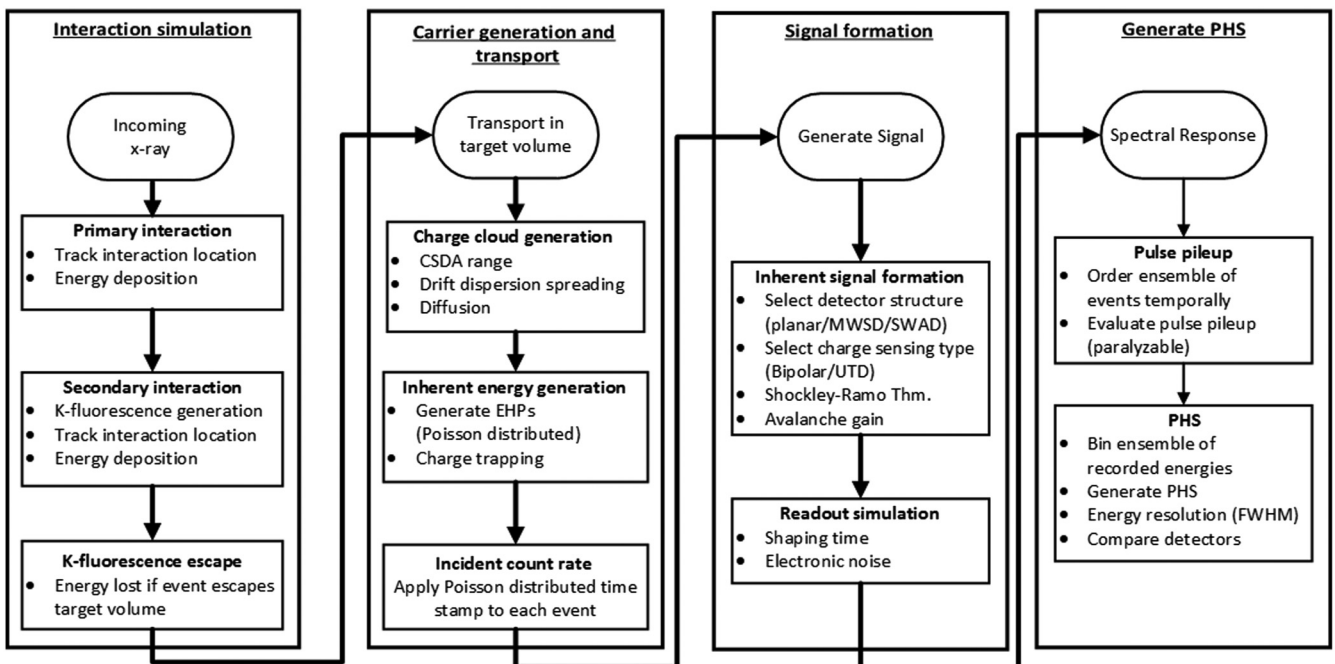 Interaction simulation
Incoming
x-ray
Primary interaction
• Track interaction location
• Energy deposition
Secondary interaction
• K-fluorescence generation
• Track interaction location
• Energy deposition
K-fluorescence escape
• Energy lost if event escapes
target volume
Carrier generation and
transport
Transport in
target volume
Charge cloud generation
• CSDA range
• Drift dispersion spreading
• Diffusion
Inherent energy generation
• Generate EHPs
(Poisson distributed)
• Charge trapping
Incident count rate
Apply Poisson distributed time
stamp to each event
Signal formation
Generate Signal
Inherent signal formation
• Select detector structure
(planar/MWSD/SWAD)
• Select charge sensing type
(Bipolar/UTD)
• Shockley-Ramo Thm.
• Avalanche gain
Readout simulation
• Shaping time
• Electronic noise
Generate PHS
Spectral Response
Pulse pileup
• Order ensemble of
events temporally
• Evaluate pulse pileup
(paralyzable)
PHS
• Bin ensemble of
recorded energies
• Generate PHS
• Energy resolution (FWHM)
• Compare detectors